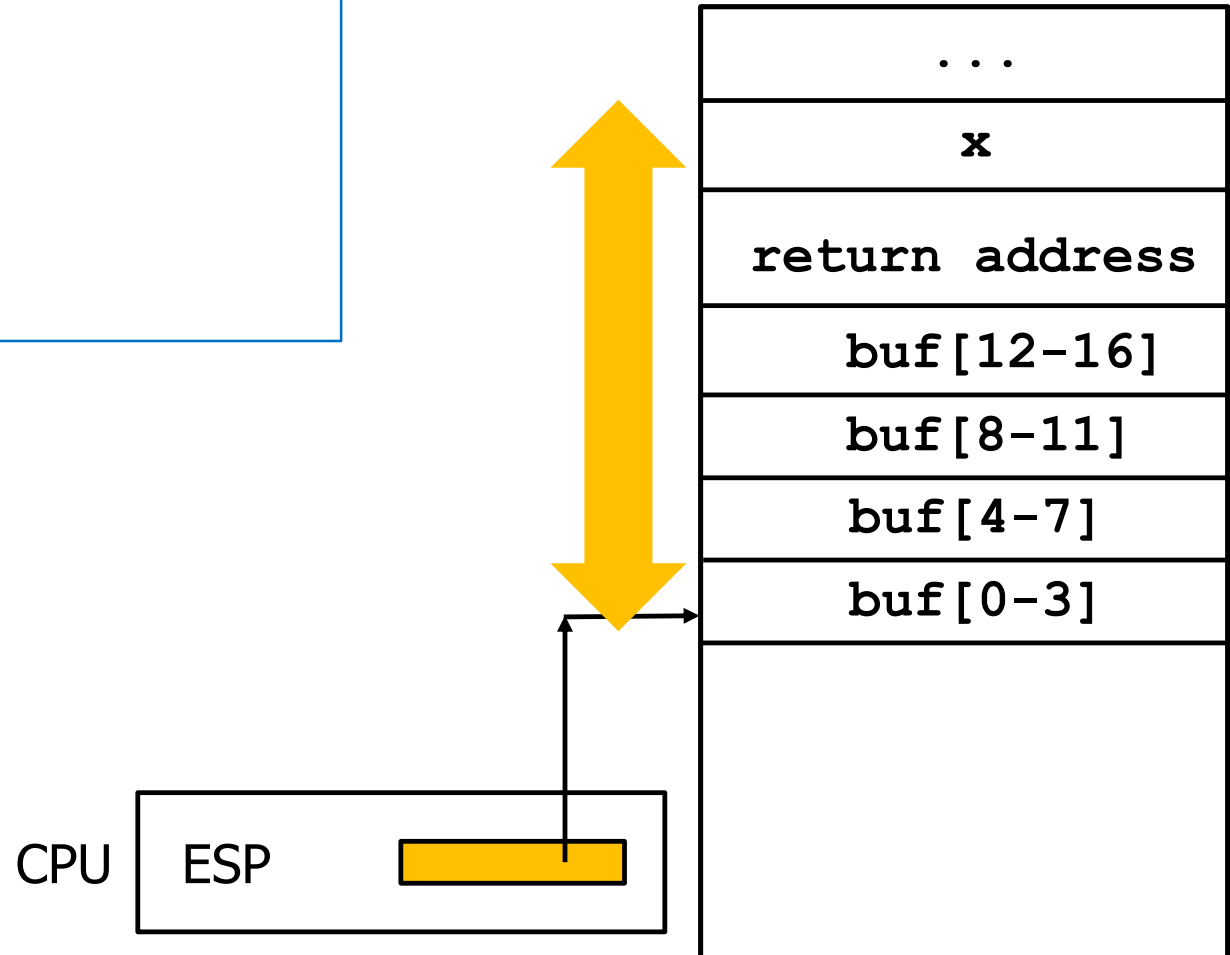 ...
x
return address
buf[12-16]
buf[8-11]
buf[4-7]
buf[0-3]
CPU
ESP